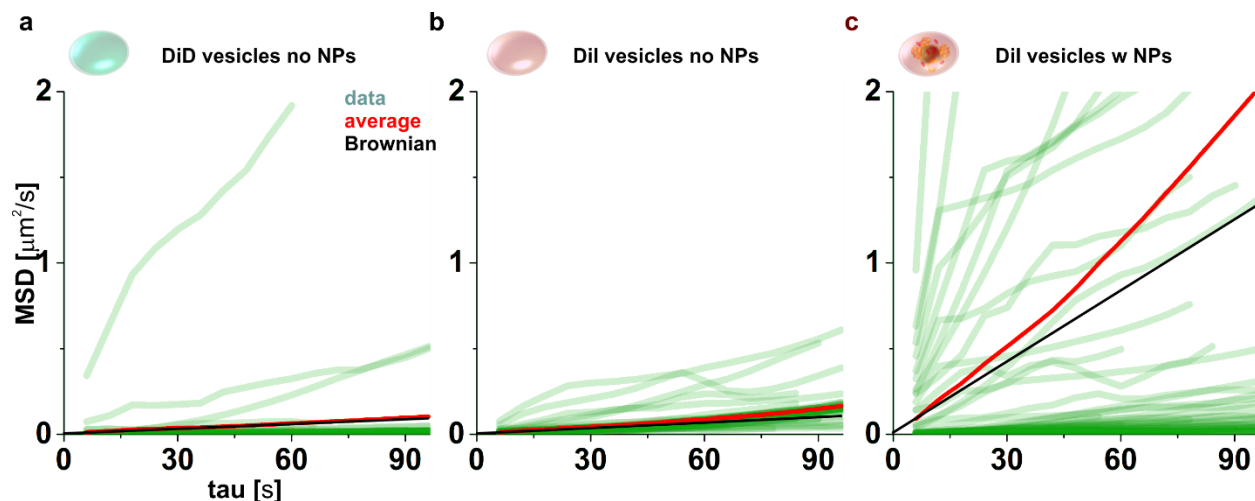 a
DiD vesicles no NPs
b
DiI vesicles no NPs
c
DiI vesicles w NPs
MSD [μm²/s]
2
1
0
data
average
Brownian
0 30 60 90
tau [s]
2
1
0
0 30 60 90
2
1
0
0 30 60 90